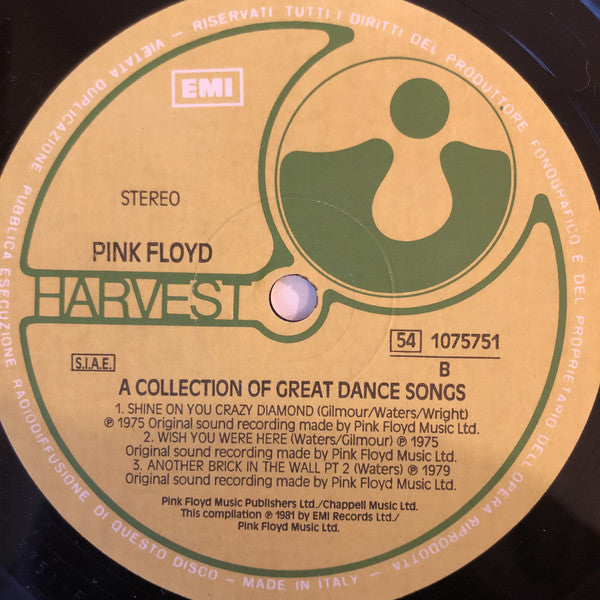 EMI
STEREO
PINK FLOYD
HARVEST
54 1075751
B
S.I.A.E.
A COLLECTION OF GREAT DANCE SONGS
1. SHINE ON YOU CRAZY DIAMOND (Gilmour/Waters/Wright)
℗ 1975 Original sound recording made by Pink Floyd Music Ltd.
2. WISH YOU WERE HERE (Waters/Gilmour) ℗ 1975
Original sound recording made by Pink Floyd Music Ltd.
3. ANOTHER BRICK IN THE WALL PT 2 (Waters) ℗ 1979
Original sound recording made by Pink Floyd Music Ltd.
Pink Floyd Music Publishers Ltd./Chappell Music Ltd.
This compilation ℗ 1981 by EMI Records Ltd./
Pink Floyd Music Ltd.
RISERVATI TUTTI I DIRITTI DEL PRODUTTORE FONOGRAFICO E DEL PROPRIETARIO DELL'OPERA RIPRODOTTA - MADE IN ITALY - VIETATA DUPLICAZIONE PUBBLICA ESECUZIONE RADIODIFFUSIONE DI QUESTO DISCO -